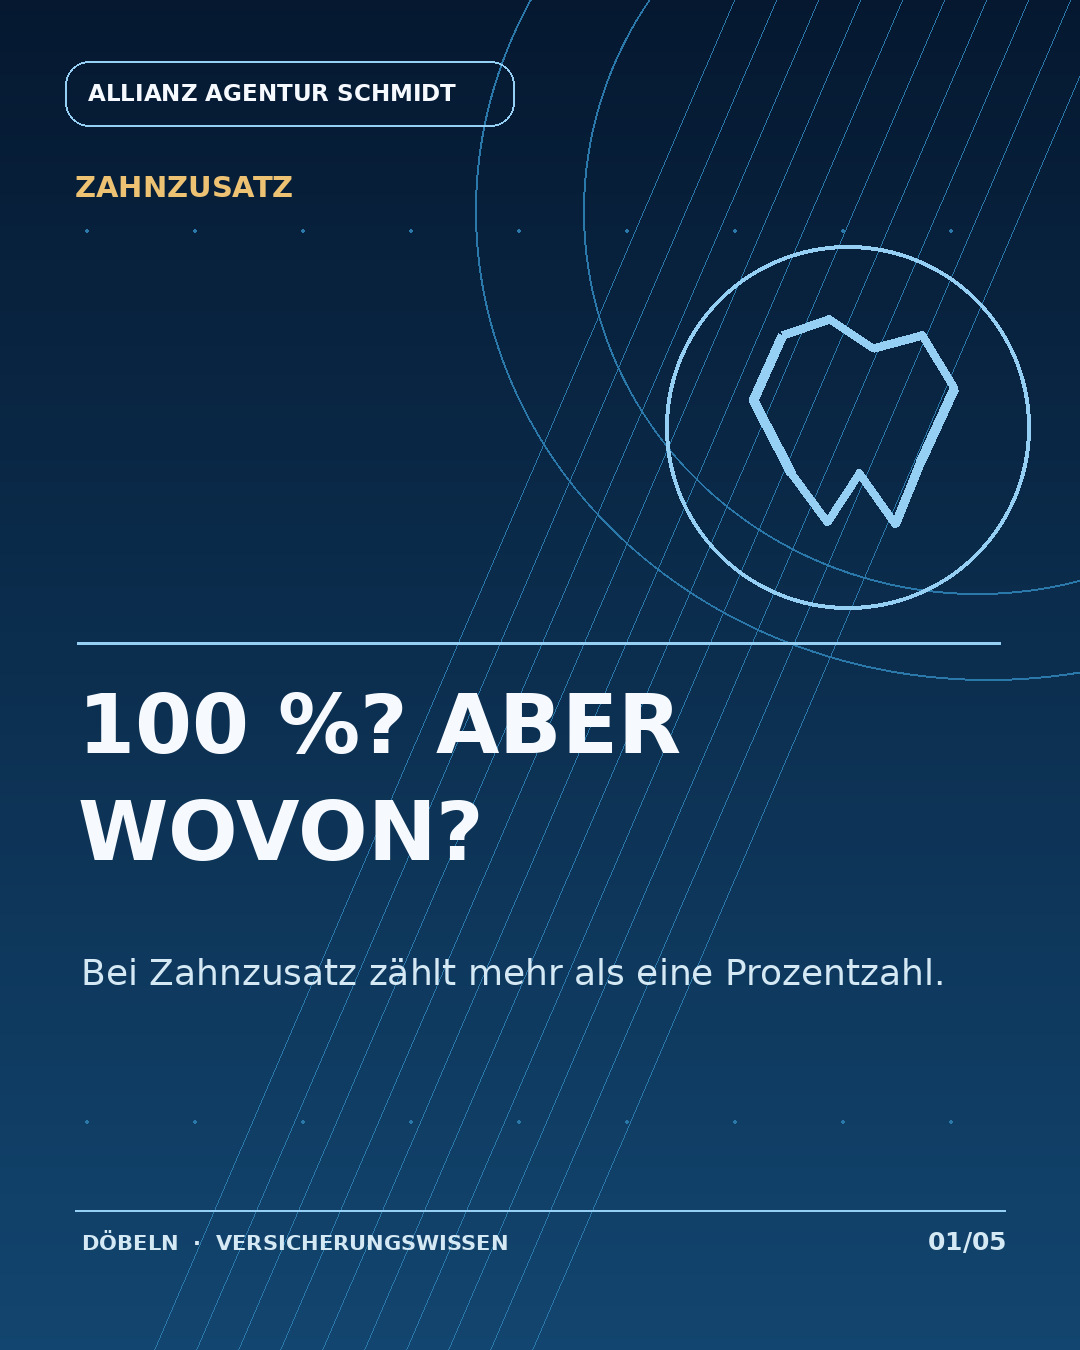 ALLIANZ AGENTUR SCHMIDT
ZAHNZUSATZ
100 %? ABER
WOVON?
Bei Zahnzusatz zählt mehr als eine Prozentzahl.
DÖBELN · VERSICHERUNGSWISSEN
01/05